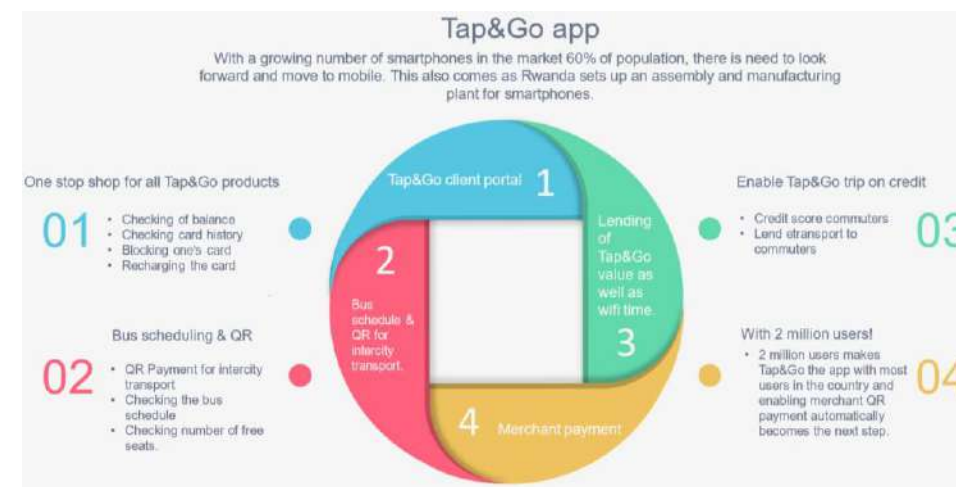 Tap&Go app
With a growing number of smartphones in the market 60% of population, there is need to look
forward and move to mobile. This also comes as Rwanda sets up an assembly and manufacturing
plant for smartphones.
One stop shop for all Tap&Go products
01
• Checking of balance
• Checking card history
• Blocking one's card
• Recharging the card
Bus scheduling & QR
02
• QR Payment for intercity
transport
• Checking the bus
schedule
• Checking number of free
seats.
Tap&Go client portal 1
2
Bus
schedule &
QR for
intercity
transport.
Lending
of
Tap&Go
value as
well as
wifi time.
3
4 Merchant payment
Enable Tap&Go trip on credit
03
• Credit score commuters
• Lend etransport to
commuters
With 2 million users!
04
• 2 million users makes
Tap&Go the app with most
users in the country and
enabling merchant QR
payment automatically
becomes the next step.